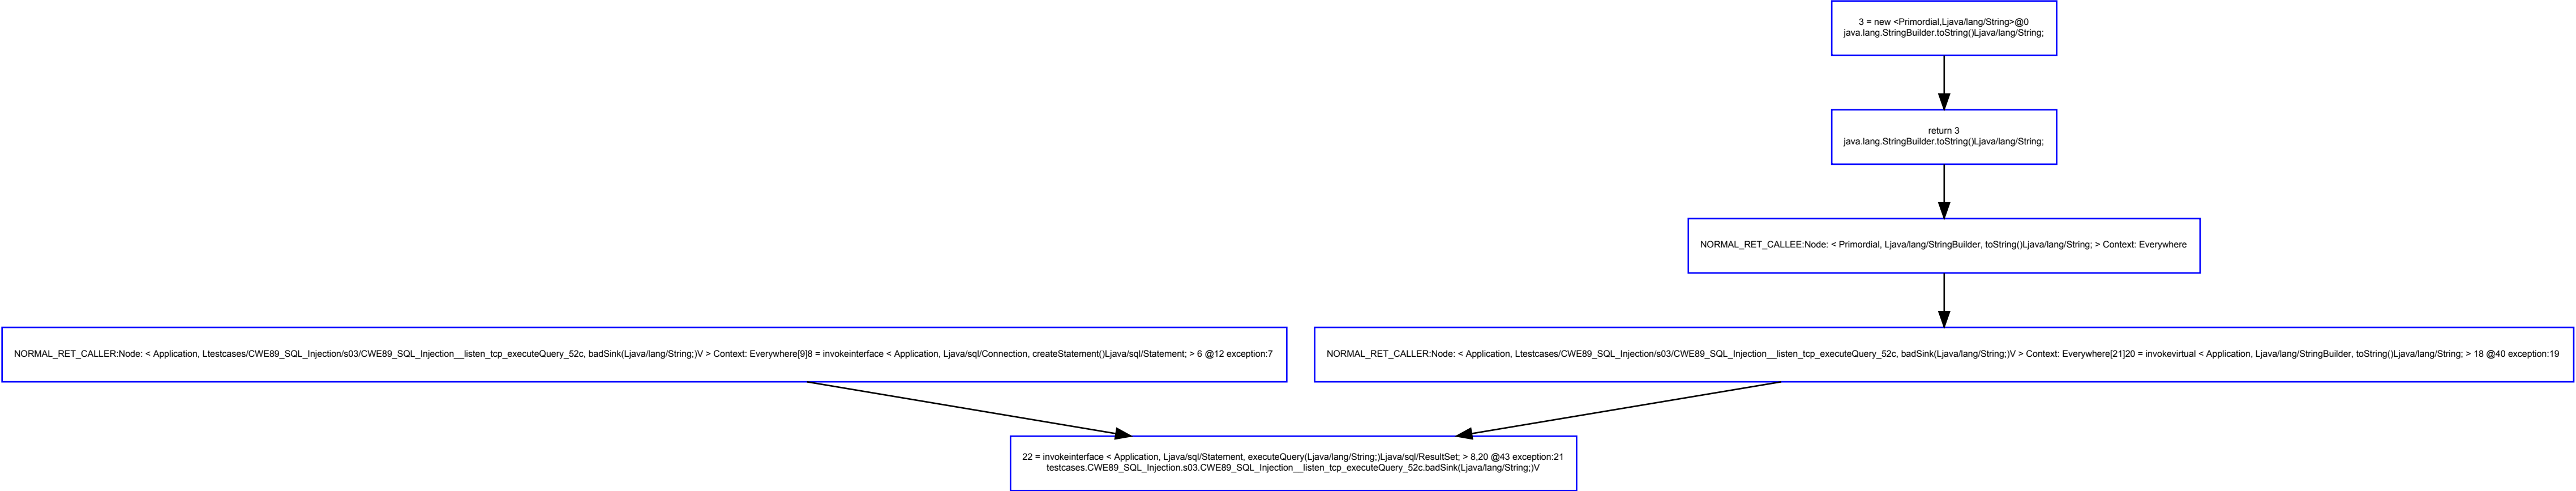 3 = new <Primordial,Ljava/lang/String>@0
java.lang.StringBuilder.toString()Ljava/lang/String;
return 3
java.lang.StringBuilder.toString()Ljava/lang/String;
NORMAL_RET_CALLEE:Node: < Primordial, Ljava/lang/StringBuilder, toString()Ljava/lang/String; > Context: Everywhere
NORMAL_RET_CALLER:Node: < Application, Ltestcases/CWE89_SQL_Injection/s03/CWE89_SQL_Injection__listen_tcp_executeQuery_52c, badSink(Ljava/lang/String;)V > Context: Everywhere[9]8 = invokeinterface < Application, Ljava/sql/Connection, createStatement()Ljava/sql/Statement; > 6 @12 exception:7
NORMAL_RET_CALLER:Node: < Application, Ltestcases/CWE89_SQL_Injection/s03/CWE89_SQL_Injection__listen_tcp_executeQuery_52c, badSink(Ljava/lang/String;)V > Context: Everywhere[21]20 = invokevirtual < Application, Ljava/lang/StringBuilder, toString()Ljava/lang/String; > 18 @40 exception:19
22 = invokeinterface < Application, Ljava/sql/Statement, executeQuery(Ljava/lang/String;)Ljava/sql/ResultSet; > 8,20 @43 exception:21
testcases.CWE89_SQL_Injection.s03.CWE89_SQL_Injection__listen_tcp_executeQuery_52c.badSink(Ljava/lang/String;)V